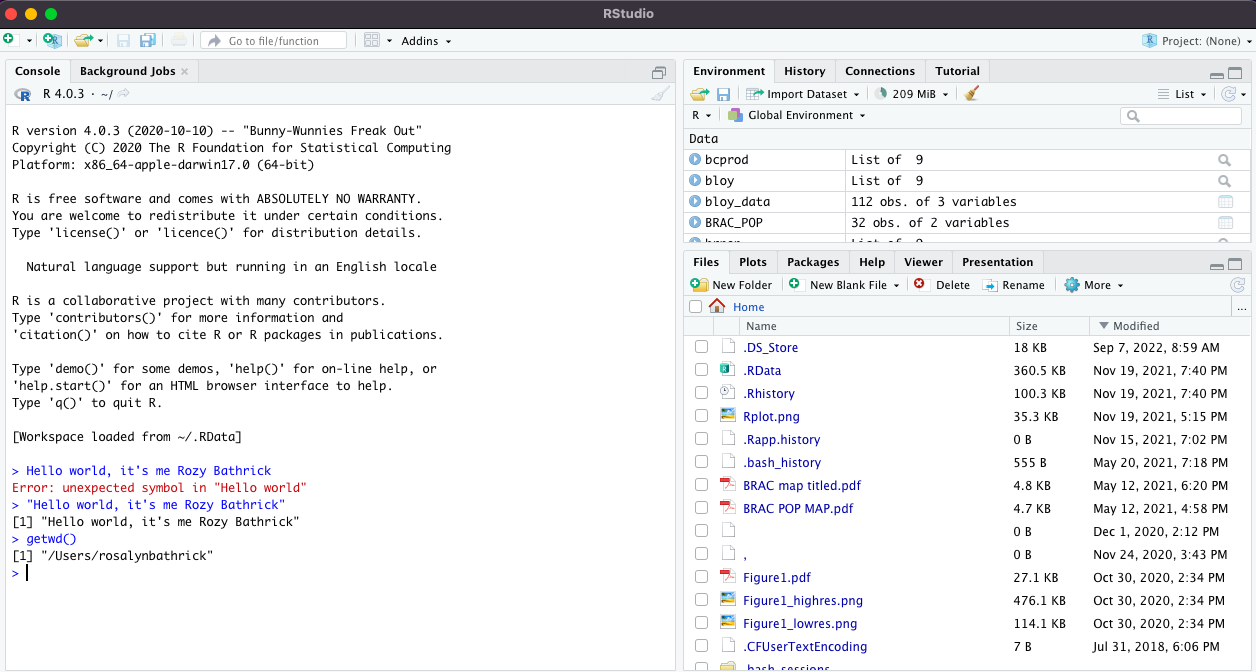 RStudio
Go to file/function
Addins
Project: (None)
Console
Background Jobs
R 4.0.3 · ~/
R version 4.0.3 (2020-10-10) -- "Bunny-Wunnies Freak Out"
Copyright (C) 2020 The R Foundation for Statistical Computing
Platform: x86_64-apple-darwin17.0 (64-bit)
R is free software and comes with ABSOLUTELY NO WARRANTY.
You are welcome to redistribute it under certain conditions.
Type 'license()' or 'licence()' for distribution details.
Natural language support but running in an English locale
R is a collaborative project with many contributors.
Type 'contributors()' for more information and
'citation()' on how to cite R or R packages in publications.
Type 'demo()' for some demos, 'help()' for on-line help, or
'help.start()' for an HTML browser interface to help.
Type 'q()' to quit R.
[Workspace loaded from ~/.RData]
> Hello world, it's me Rozy Bathrick
Error: unexpected symbol in "Hello world"
> "Hello world, it's me Rozy Bathrick"
[1] "Hello world, it's me Rozy Bathrick"
> getwd()
[1] "/Users/rosalynbathrick"
>
Environment History Connections Tutorial
Import Dataset 209 MiB List
R Global Environment
Data
bcprod List of 9
bloy List of 9
bloy_data 112 obs. of 3 variables
BRAC_POP 32 obs. of 2 variables
List of 9
Files Plots Packages Help Viewer Presentation
New Folder New Blank File Delete Rename More
Home ...
Name Size Modified
.DS_Store 18 KB Sep 7, 2022, 8:59 AM
.RData 360.5 KB Nov 19, 2021, 7:40 PM
.Rhistory 100.3 KB Nov 19, 2021, 7:40 PM
Rplot.png 35.3 KB Nov 19, 2021, 5:15 PM
.Rapp.history 0 B Nov 15, 2021, 7:02 PM
.bash_history 555 B May 20, 2021, 7:18 PM
BRAC map titled.pdf 4.8 KB May 12, 2021, 6:20 PM
BRAC POP MAP.pdf 4.7 KB May 12, 2021, 4:58 PM
0 B Dec 1, 2020, 2:12 PM
, 0 B Nov 24, 2020, 3:43 PM
Figure1.pdf 27.1 KB Oct 30, 2020, 2:34 PM
Figure1_highres.png 476.1 KB Oct 30, 2020, 2:34 PM
Figure1_lowres.png 114.1 KB Oct 30, 2020, 2:34 PM
.CFUserTextEncoding 7 B Jul 31, 2018, 6:06 PM
.bash_sessions